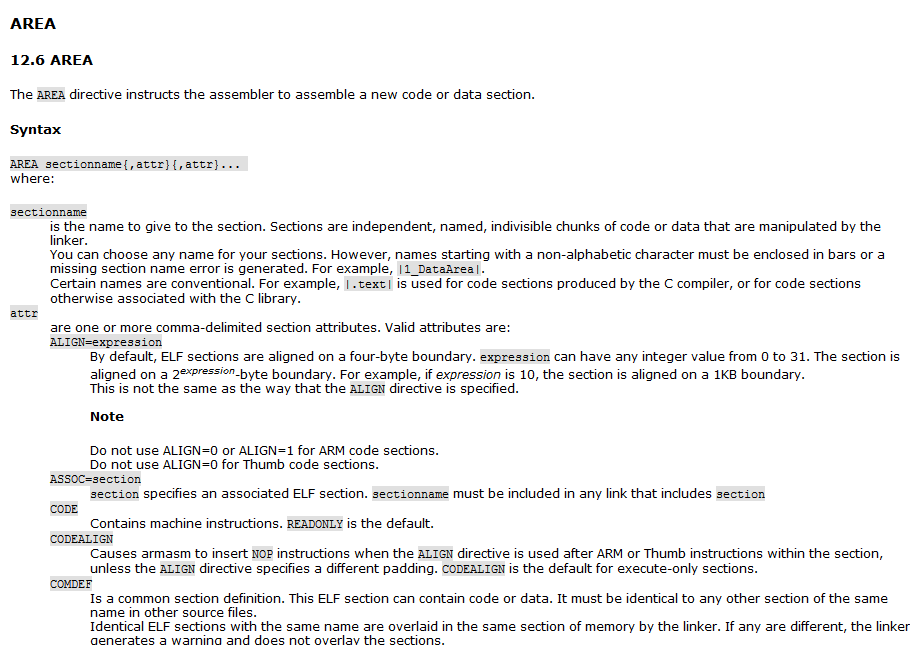 AREA
12.6 AREA
The AREA directive instructs the assembler to assemble a new code or data section.
Syntax
AREA sectionname{,attr}{,attr}...
where:
sectionname
is the name to give to the section. Sections are independent, named, indivisible chunks of code or data that are manipulated by the
linker.
You can choose any name for your sections. However, names starting with a non-alphabetic character must be enclosed in bars or a
missing section name error is generated. For example, |1_DataArea|.
Certain names are conventional. For example, |.text| is used for code sections produced by the C compiler, or for code sections
otherwise associated with the C library.
attr
are one or more comma-delimited section attributes. Valid attributes are:
ALIGN=expression
By default, ELF sections are aligned on a four-byte boundary. expression can have any integer value from 0 to 31. The section is
aligned on a 2expression-byte boundary. For example, if expression is 10, the section is aligned on a 1KB boundary.
This is not the same as the way that the ALIGN directive is specified.
Note
Do not use ALIGN=0 or ALIGN=1 for ARM code sections.
Do not use ALIGN=0 for Thumb code sections.
ASSOC=section
section specifies an associated ELF section. sectionname must be included in any link that includes section
CODE
Contains machine instructions. READONLY is the default.
CODEALIGN
Causes armasm to insert NOP instructions when the ALIGN directive is used after ARM or Thumb instructions within the section,
unless the ALIGN directive specifies a different padding. CODEALIGN is the default for execute-only sections.
COMDEF
Is a common section definition. This ELF section can contain code or data. It must be identical to any other section of the same
name in other source files.
Identical ELF sections with the same name are overlaid in the same section of memory by the linker. If any are different, the linker
generates a warning and does not overlay the sections.